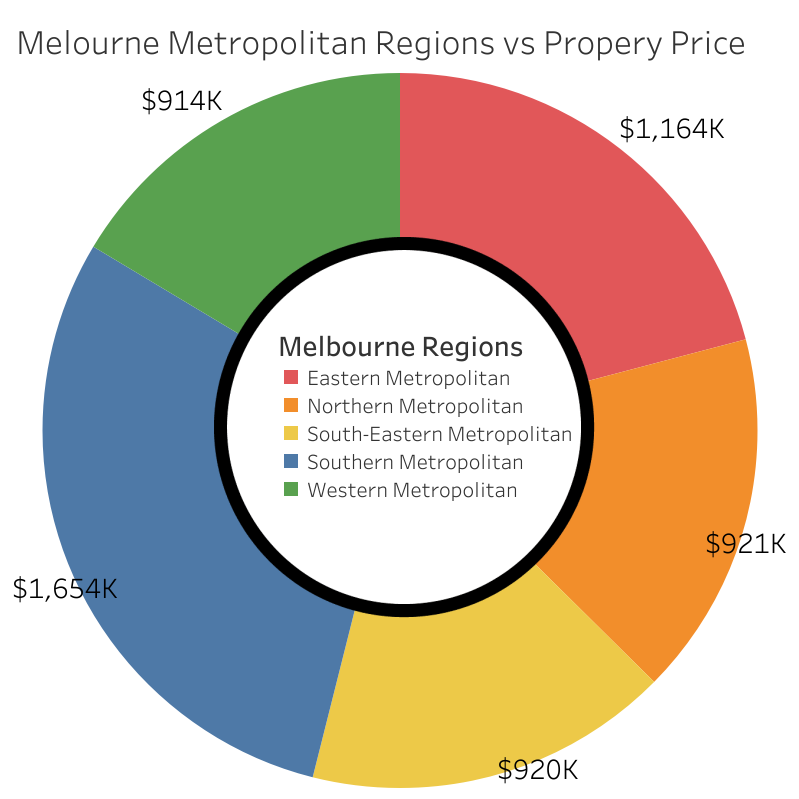 Melourne Metropolitan Regions vs Propery Price
$914K
$1,164K
Melbourne Regions
Eastern Metropolitan
Northern Metropolitan
South-Eastern Metropolitan
Southern Metropolitan
Western Metropolitan
$921K
$1,654K
$920K